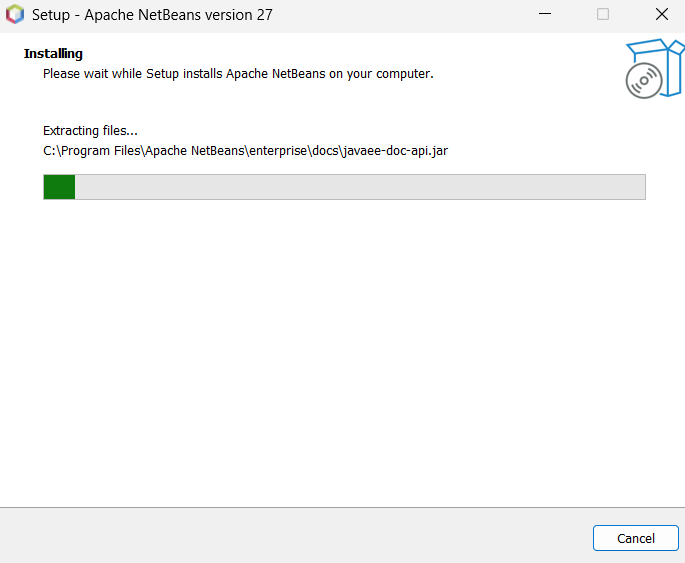 Setup - Apache NetBeans version 27
Installing
Please wait while Setup installs Apache NetBeans on your computer.
Extracting files...
C:\Program Files\Apache NetBeans\enterprise\docs\javaee-doc-api.jar
Cancel